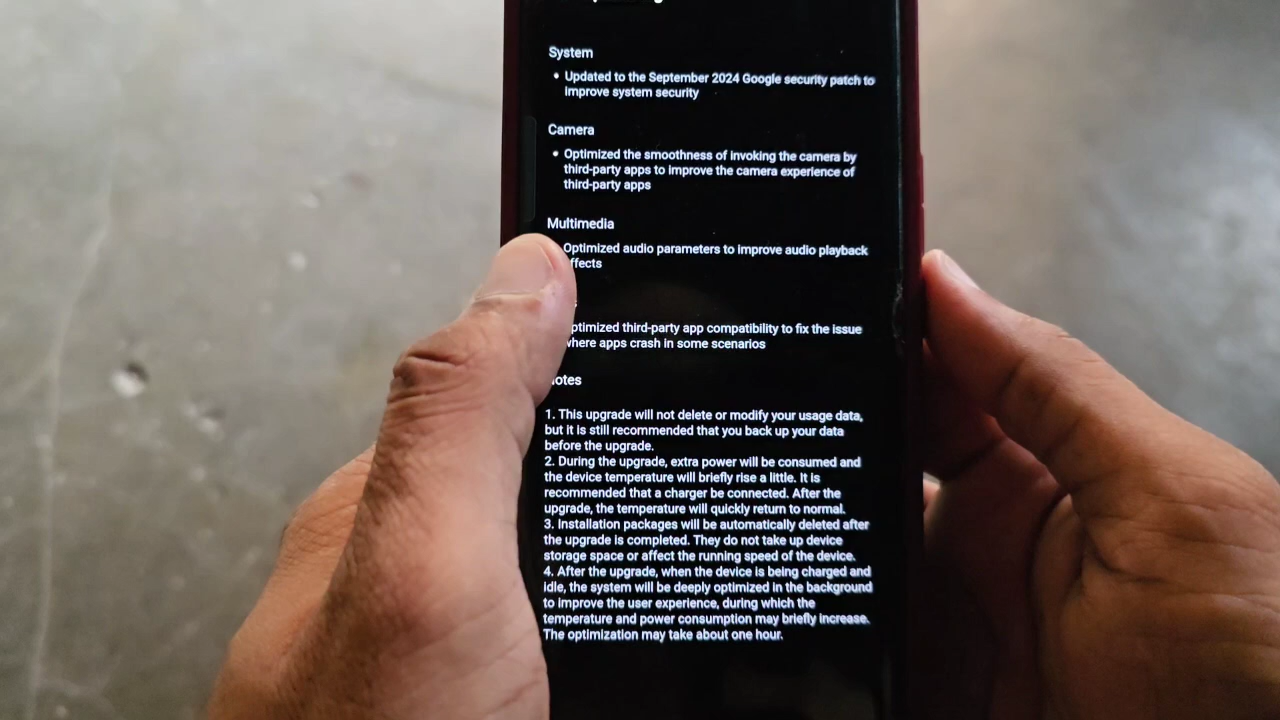 System
• Updated to the September 2024 Google security patch to
improve system security
Camera
• Optimized the smoothness of invoking the camera by
third-party apps to improve the camera experience of
third-party apps
Multimedia
Optimized audio parameters to improve audio playback
ffects
s
ptimized third-party app compatibility to fix the issue
where apps crash in some scenarios
otes
1. This upgrade will not delete or modify your usage data,
but it is still recommended that you back up your data
before the upgrade.
2. During the upgrade, extra power will be consumed and
the device temperature will briefly rise a little. It is
recommended that a charger be connected. After the
upgrade, the temperature will quickly return to normal.
3. Installation packages will be automatically deleted after
the upgrade is completed. They do not take up device
storage space or affect the running speed of the device.
4. After the upgrade, when the device is being charged and
idle, the system will be deeply optimized in the background
to improve the user experience, during which the
temperature and power consumption may briefly increase.
The optimization may take about one hour.